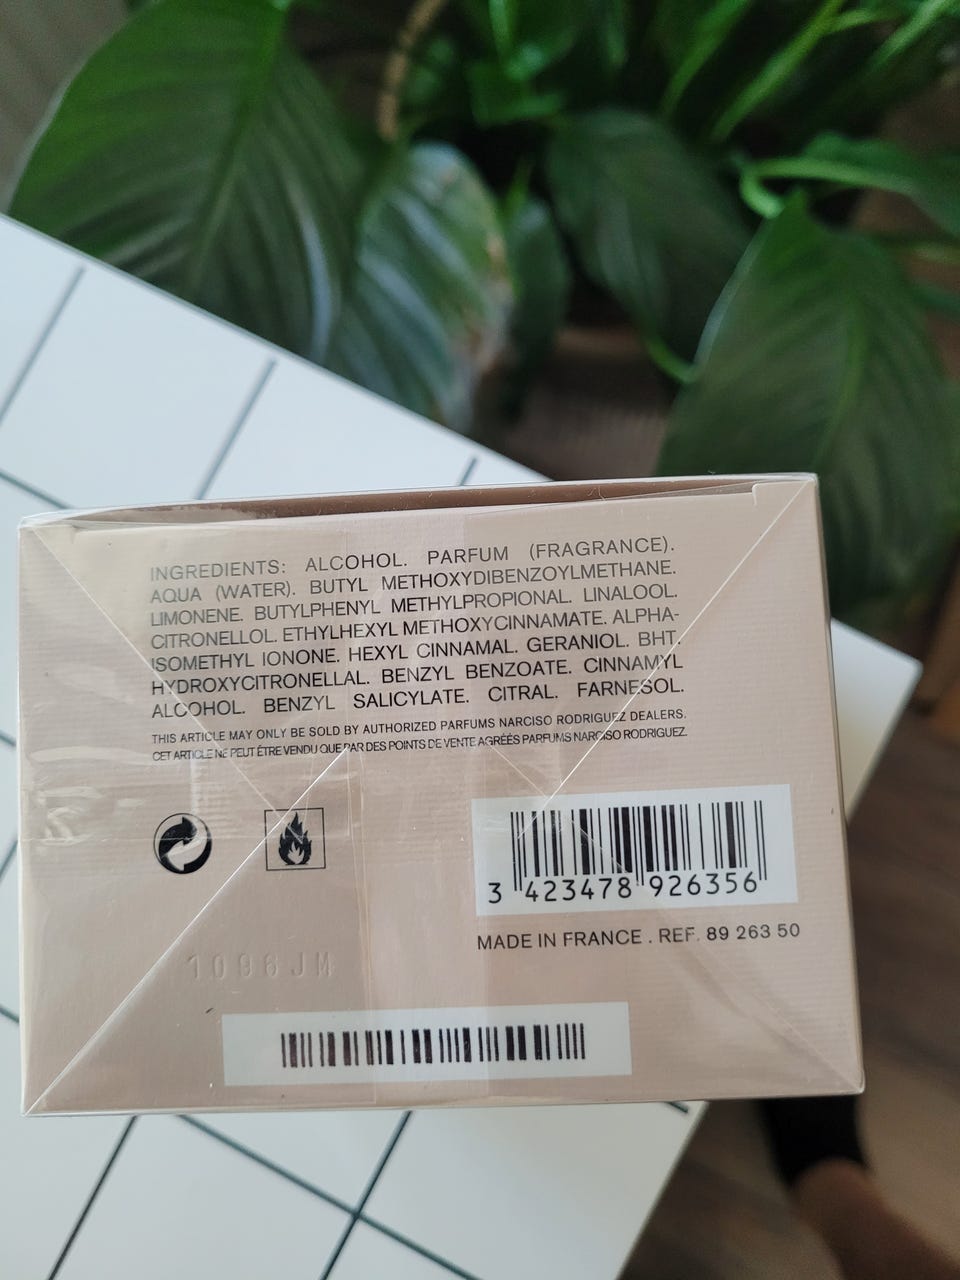 INGREDIENTS: ALCOHOL. PARFUM (FRAGRANCE).
AQUA (WATER). BUTYL METHOXYDIBENZOYLMETHANE.
LIMONENE. BUTYLPHENYL METHYLPROPIONAL. LINALOOL.
CITRONELLOL. ETHYLHEXYL METHOXYCINNAMATE. ALPHA-
ISOMETHYL IONONE. HEXYL CINNAMAL. GERANIOL. BHT.
HYDROXYCITRONELLAL. BENZYL BENZOATE. CINNAMYL
ALCOHOL. BENZYL SALICYLATE. CITRAL. FARNESOL.
THIS ARTICLE MAY ONLY BE SOLD BY AUTHORIZED PARFUMS NARCISO RODRIGUEZ DEALERS.
CET ARTICLE NE PEUT ÊTRE VENDU QUE PAR DES POINTS DE VENTE AGRÉÉS PARFUMS NARCISO RODRIGUEZ.
3 423478 926356
MADE IN FRANCE . REF. 89 263 50
1096JM